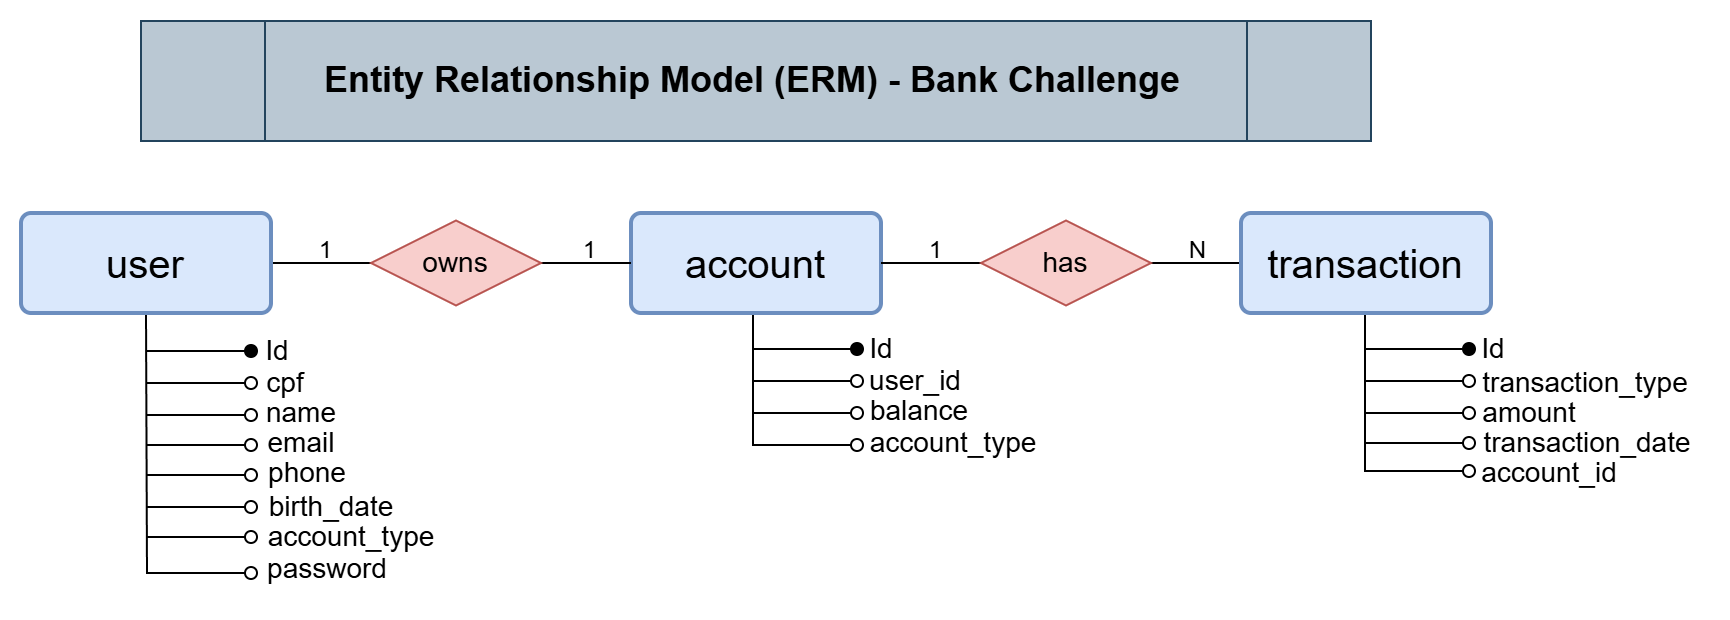 Entity Relationship Model (ERM) - Bank Challenge
user
1
owns
1
account
1
has
N
transaction
Id
cpf
name
email
phone
birth_date
account_type
password
Id
user_id
balance
account_type
Id
transaction_type
amount
transaction_date
account_id